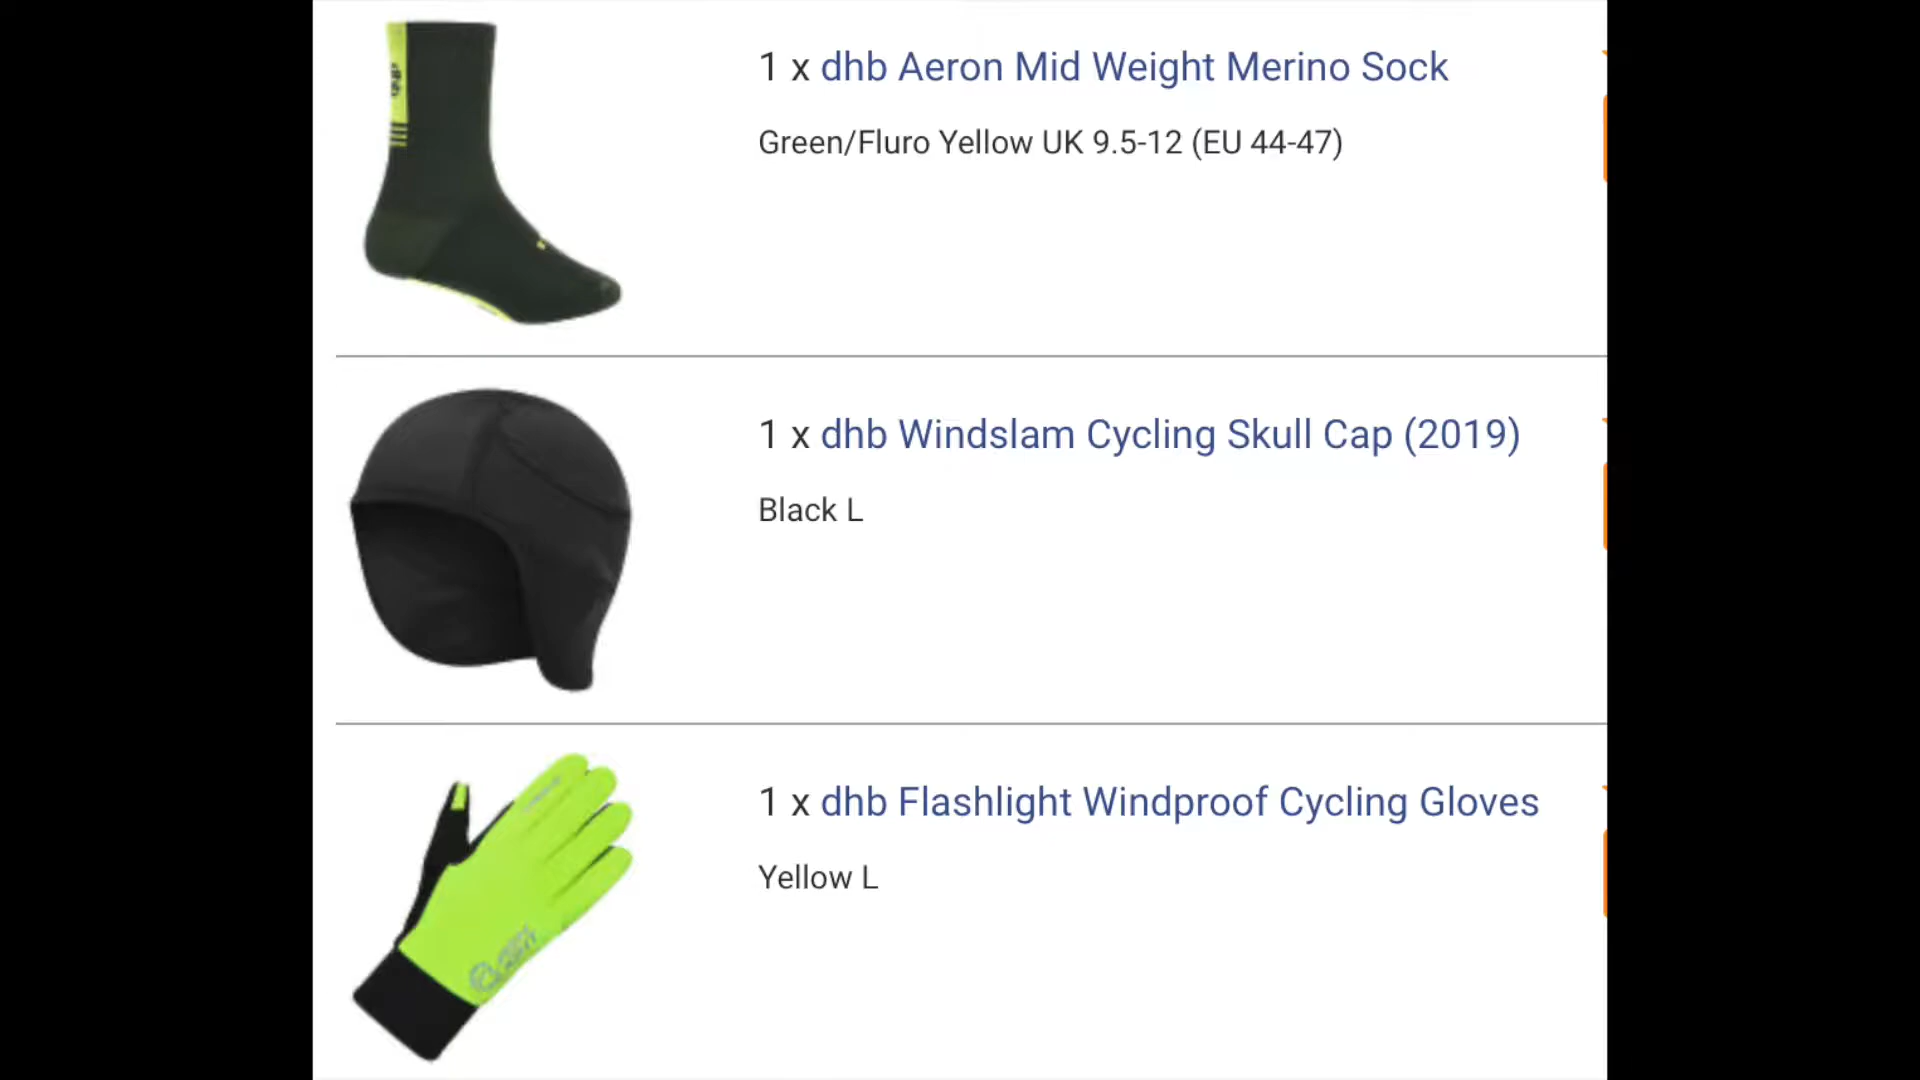 1 x dhb Aeron Mid Weight Merino Sock
Green/Fluro Yellow UK 9.5-12 (EU 44-47)
1 x dhb Windslam Cycling Skull Cap (2019)
Black L
1 x dhb Flashlight Windproof Cycling Gloves
Yellow L